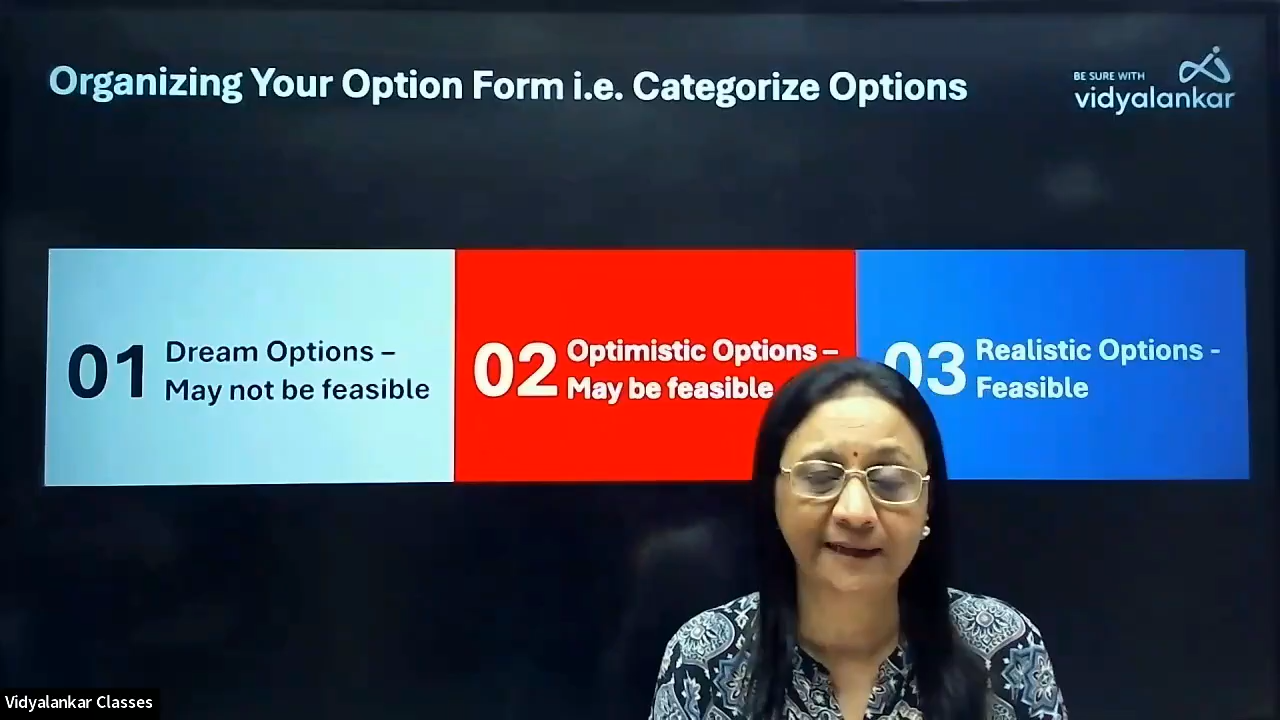 Organizing Your Option Form i.e. Categorize Options
BE SURE WITH
vidyalankar
01
Dream Options –
May not be feasible
02
Optimistic Options –
May be feasible
03
Realistic Options -
Feasible
Vidyalankar Classes